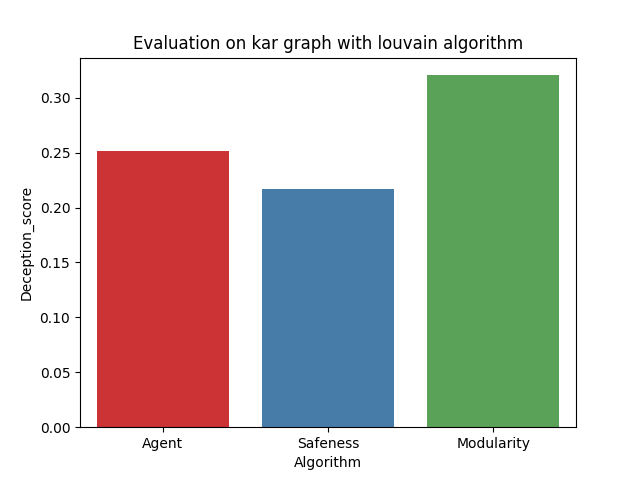 Evaluation on kar graph with louvain algorithm
Deception_score
0.30
0.25
0.20
0.15
0.10
0.05
0.00
Agent Safeness Modularity
Algorithm